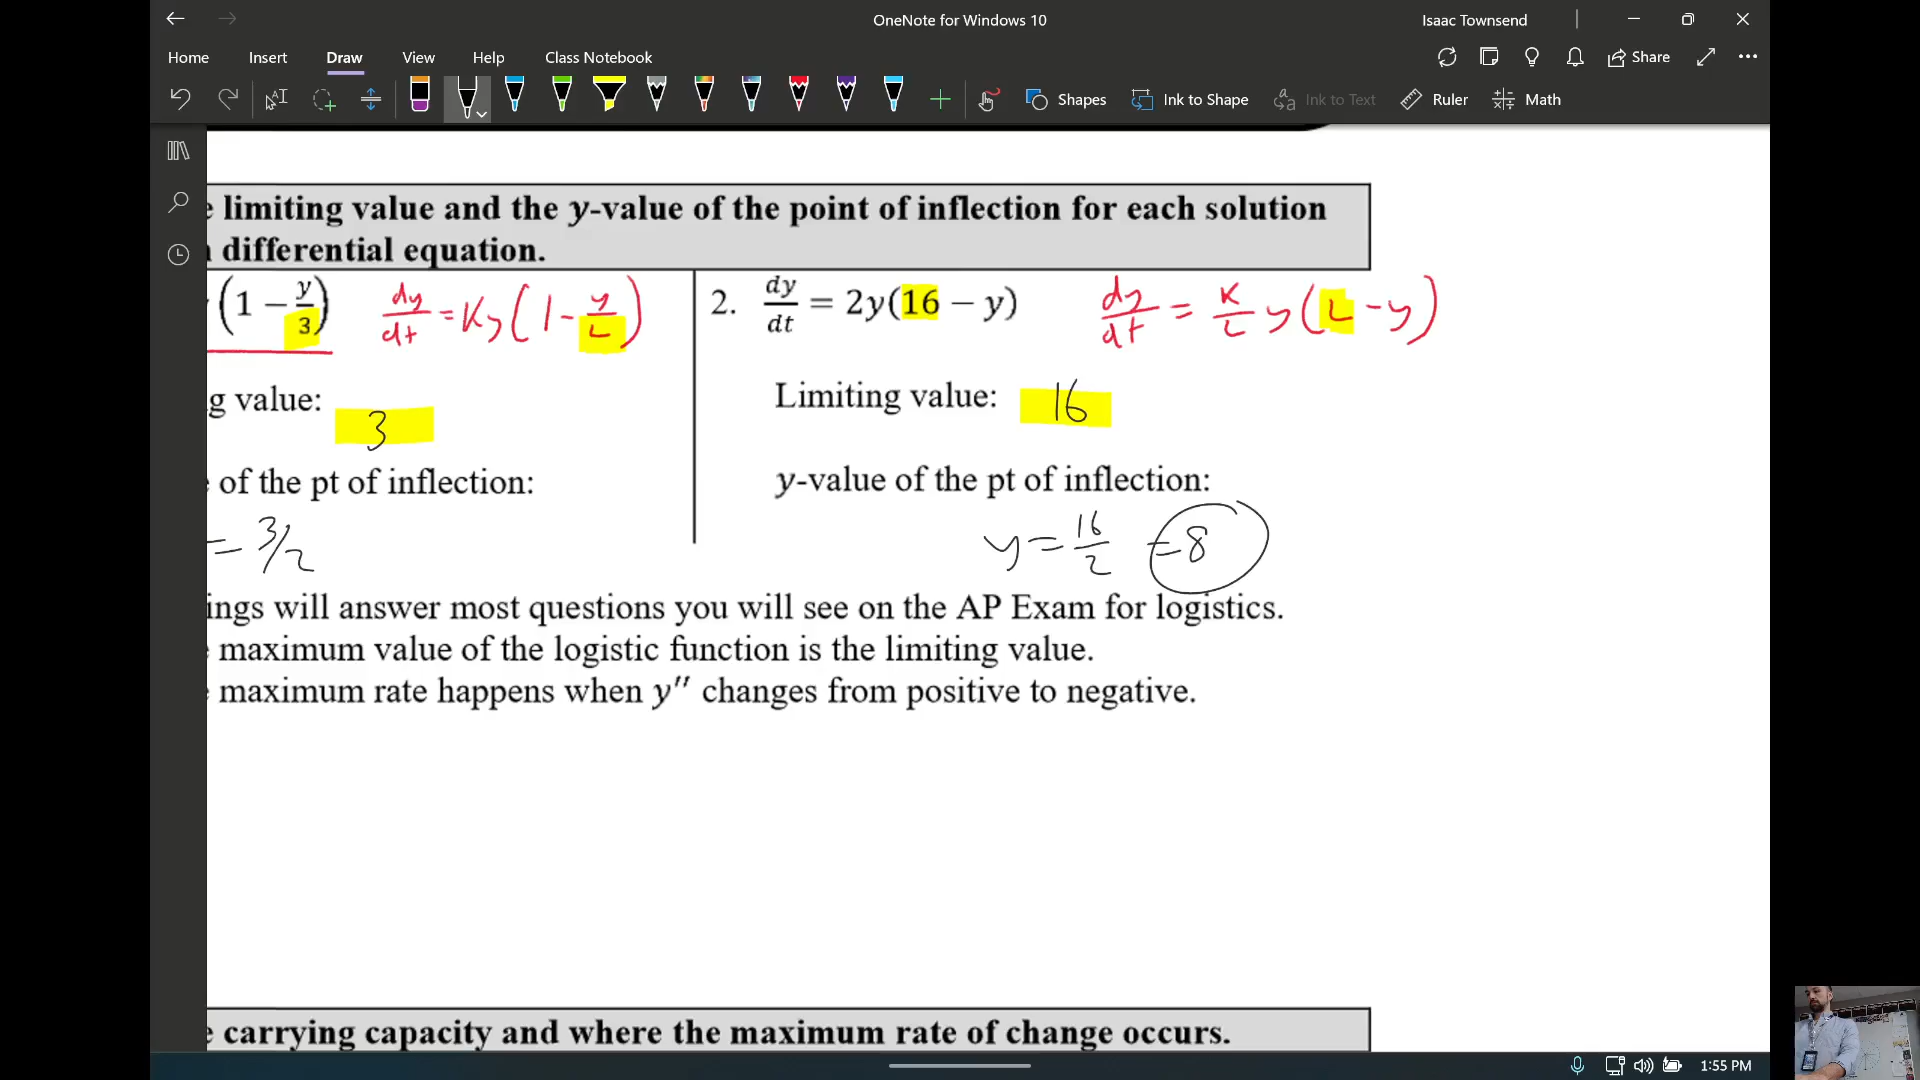 OneNote for Windows 10
Isaac Townsend
Home Insert Draw View Help Class Notebook
Share
Shapes Ink to Shape Ink to Text Ruler Math
limiting value and the y-value of the point of inflection for each solution
differential equation.
(1 − y/3)
dy/dt = Ky(1 - y/L)
g value:
3
of the pt of inflection:
= 3/2
2. dy/dt = 2y(16 − y)
dy/dt = K/L y(L - y)
Limiting value: 16
y-value of the pt of inflection:
y = 16/2 = 8
ings will answer most questions you will see on the AP Exam for logistics.
maximum value of the logistic function is the limiting value.
maximum rate happens when y″ changes from positive to negative.
carrying capacity and where the maximum rate of change occurs.
1:55 PM